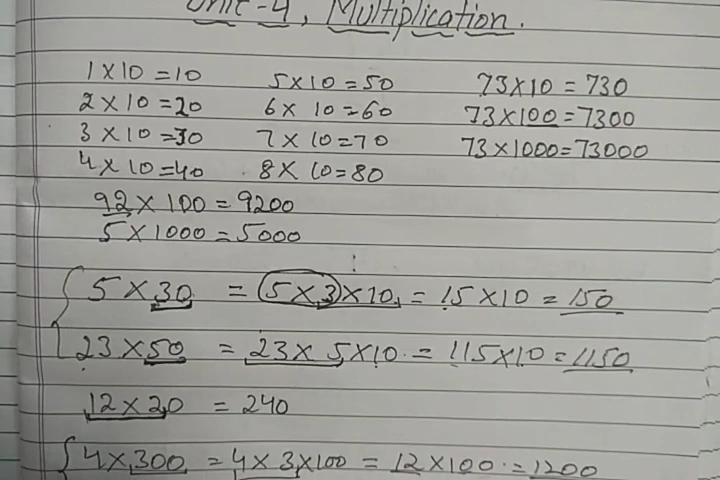 Unit-4, Multiplication.
1 × 10 = 10 5 × 10 = 50 73 × 10 = 730
2 × 10 = 20 6 × 10 = 60 73 × 100 = 7300
3 × 10 = 30 7 × 10 = 70 73 × 1000 = 73000
4 × 10 = 40 8 × 10 = 80
92 × 100 = 9200
5 × 1000 = 5000
5 × 30 = (5 × 3) × 10 = 15 × 10 = 150
23 × 50 = 23 × 5 × 10 = 115 × 10 = 1150
12 × 20 = 240
4 × 300 = 4 × 3 × 100 = 12 × 100 = 1200